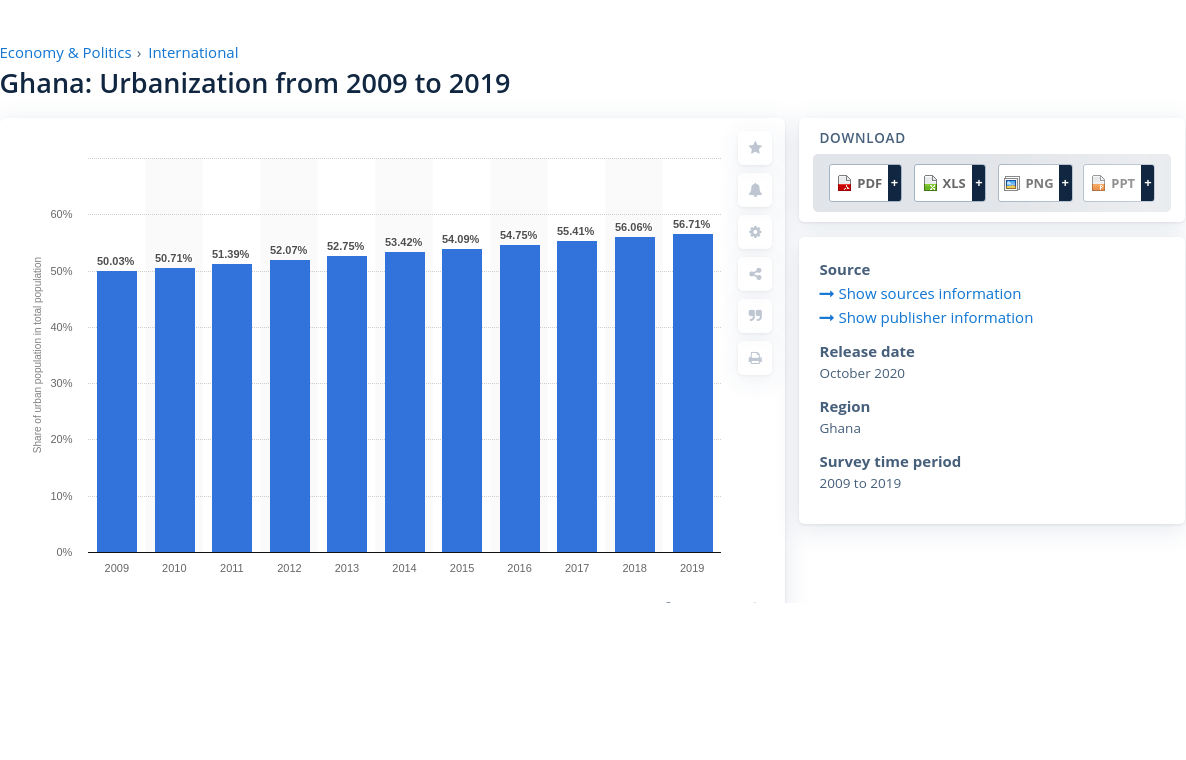 Economy & Politics › International
Ghana: Urbanization from 2009 to 2019
Share of urban population in total population
60%
50%
40%
30%
20%
10%
0%
50.03%
50.71%
51.39%
52.07%
52.75%
53.42%
54.09%
54.75%
55.41%
56.06%
56.71%
2009
2010
2011
2012
2013
2014
2015
2016
2017
2018
2019
DOWNLOAD
PDF +
XLS +
PNG +
PPT +
Source
Show sources information
Show publisher information
Release date
October 2020
Region
Ghana
Survey time period
2009 to 2019